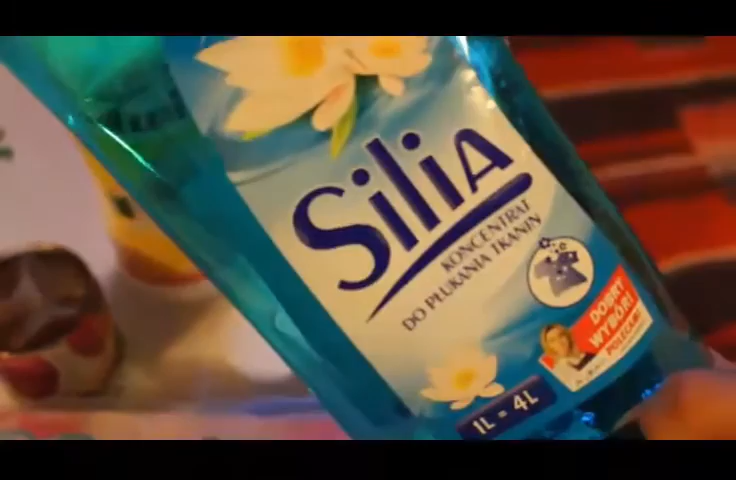 Silia
KONCENTRAT
DO PŁUKANIA TKANIN
DOBRY
WYBÓR!
POLECAM!
1L = 4L